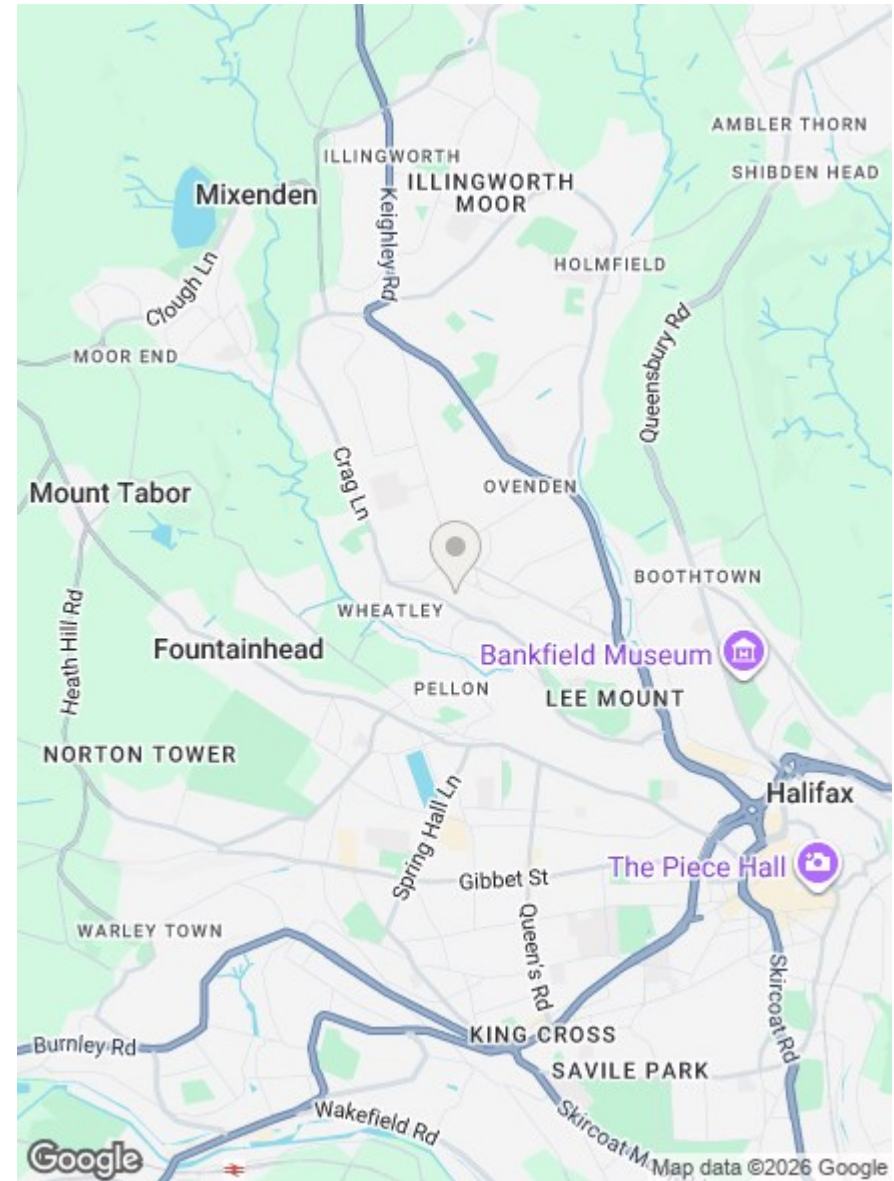 AMBLER THORN
ILLINGWORTH
SHIBDEN HEAD
Mixenden
ILLINGWORTH
MOOR
Keighley Rd
HOLMFIELD
Clough Ln
MOOR END
Queensbury Rd
Crag Ln
Mount Tabor
OVENDEN
BOOTHTOWN
WHEATLEY
Heath Hill Rd
Fountainhead
Bankfield Museum
PELLON
LEE MOUNT
NORTON TOWER
Halifax
Spring Hall Ln
The Piece Hall
Gibbet St
Queen's Rd
WARLEY TOWN
Skircoat Rd
KING CROSS
Burnley Rd
SAVILE PARK
Wakefield Rd
Skircoat Mo
Google
Map data ©2026 Google